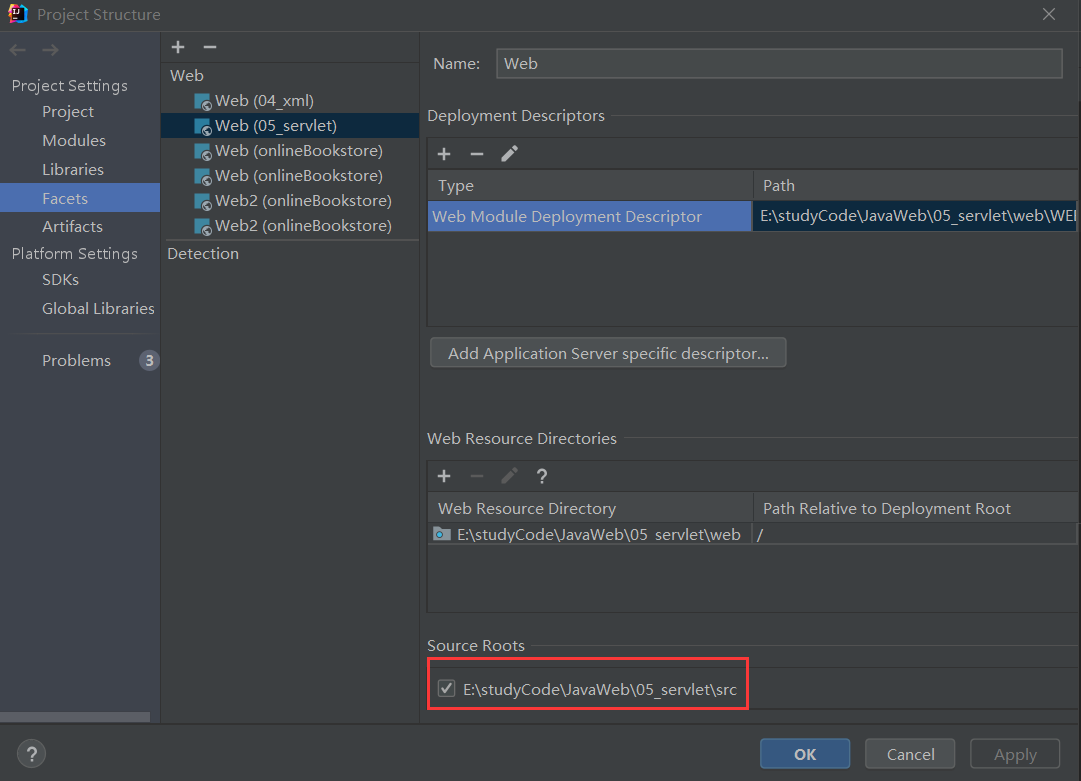 Project Structure
Project Settings
Project
Modules
Libraries
Facets
Artifacts
Platform Settings
SDKs
Global Libraries
Problems 3
Web
Web (04_xml)
Web (05_servlet)
Web (onlineBookstore)
Web (onlineBookstore)
Web2 (onlineBookstore)
Web2 (onlineBookstore)
Detection
Name: Web
Deployment Descriptors
Type Path
Web Module Deployment Descriptor E:\studyCode\JavaWeb\05_servlet\web\WEI
Add Application Server specific descriptor...
Web Resource Directories
?
Web Resource Directory Path Relative to Deployment Root
E:\studyCode\JavaWeb\05_servlet\web /
Source Roots
E:\studyCode\JavaWeb\05_servlet\src
? OK Cancel Apply